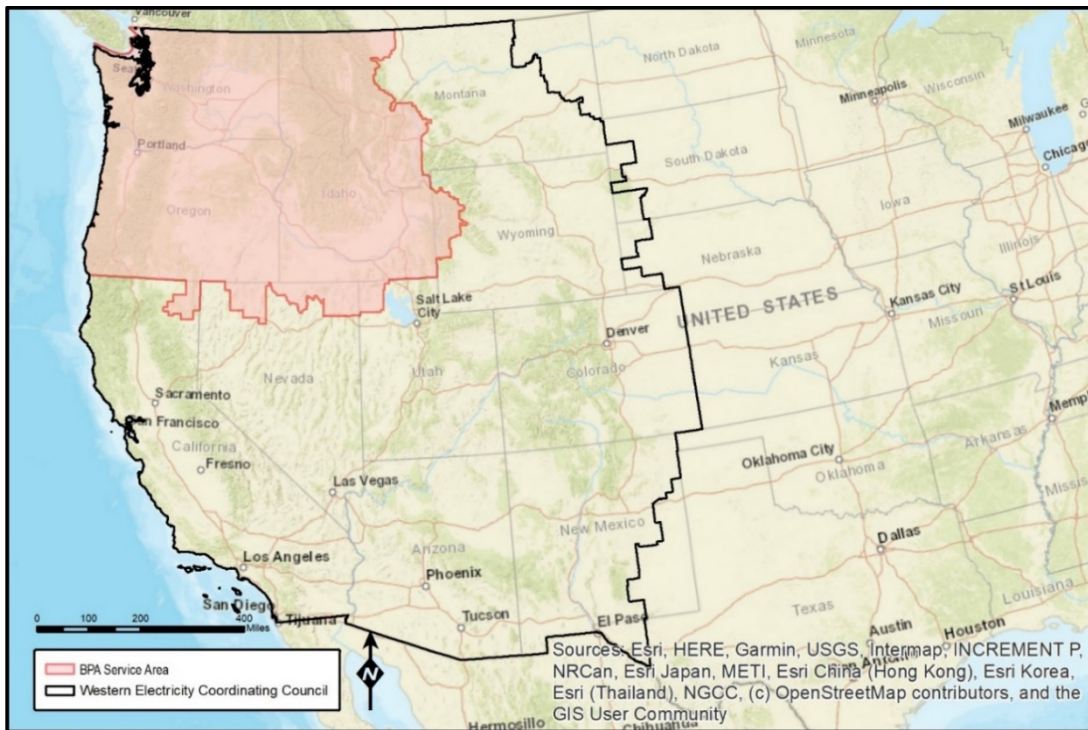 Vancouver
North Dakota
Minnesota
Washington
Montana
Minneapolis
Wisconsin
Portland
South Dakota
Milwaukee
Chicago
Idaho
Oregon
Wyoming
Iowa
Nebraska
Illinois
Salt Lake
City
UNITED STATES
Kansas City
St Louis
Missouri
Denver
Nevada
Utah
Colorado
Kansas
Sacramento
San Francisco
California
Fresno
Las Vegas
Oklahoma City
Oklahoma
Arkansas
Memp
Missis
New Mexico
Arizona
Los Angeles
Phoenix
Dallas
San Diego
Tijuana
Tucson
El Paso
Texas
Louisiana
Austin
Houston
San Antonio
0 100 200 400
Miles
N
BPA Service Area
Western Electricity Coordinating Council
Sources: Esri, HERE, Garmin, USGS, Intermap, INCREMENT P,
NRCan, Esri Japan, METI, Esri China (Hong Kong), Esri Korea,
Esri (Thailand), NGCC, (c) OpenStreetMap contributors, and the
GIS User Community
Hermosillo
Chihuahua